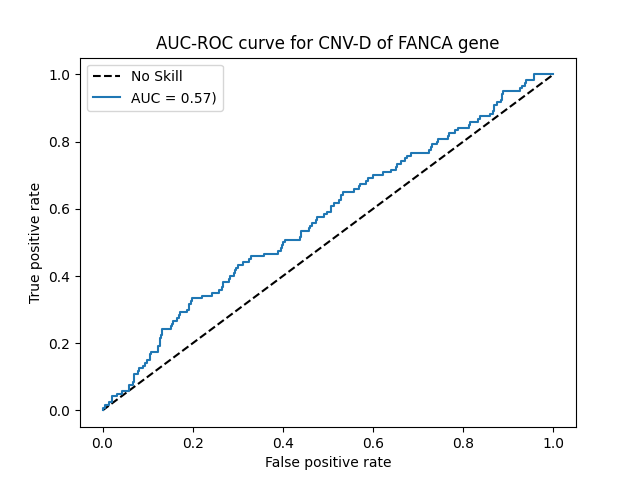 AUC-ROC curve for CNV-D of FANCA gene
No Skill
AUC = 0.57)
True positive rate
1.0
0.8
0.6
0.4
0.2
0.0
0.0 0.2 0.4 0.6 0.8 1.0
False positive rate